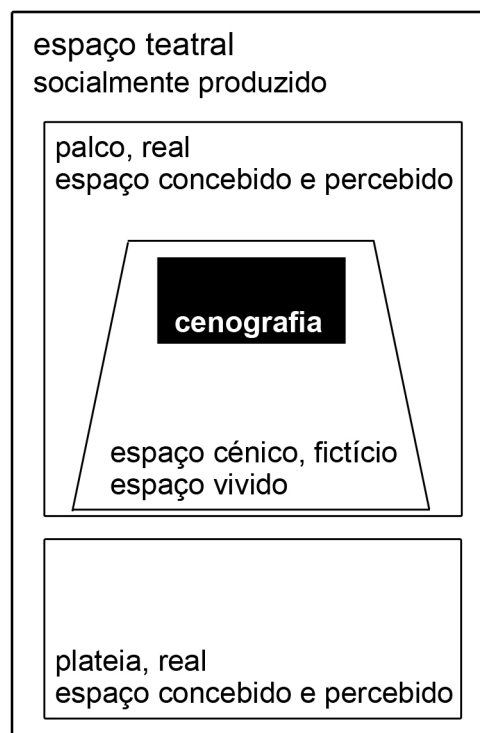 espaço teatral
socialmente produzido
palco, real
espaço concebido e percebido
cenografia
espaço cénico, fictício
espaço vivido
plateia, real
espaço concebido e percebido